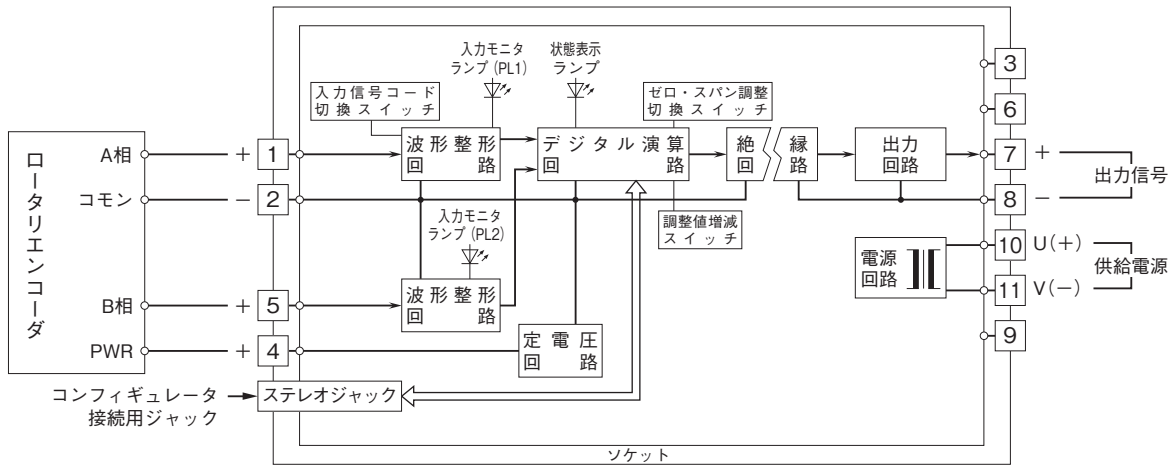 入力モニタ
ランプ (PL1)
状態表示
ランプ
入力信号コード
切換スイッチ
ゼロ・スパン調整
切換スイッチ
3
6
ロータリエンコーダ
A相
+
1
波形整形
回路
デジタル演算
回路
絶縁
回路
出力
回路
7
+
出力信号
コモン
−
2
8
−
入力モニタ
ランプ (PL2)
調整値増減
スイッチ
電源
回路
10
U(+)
供給電源
11
V(−)
B相
+
5
波形整形
回路
9
PWR
+
4
定電圧
回路
コンフィギュレータ
接続用ジャック
ステレオジャック
ソケット